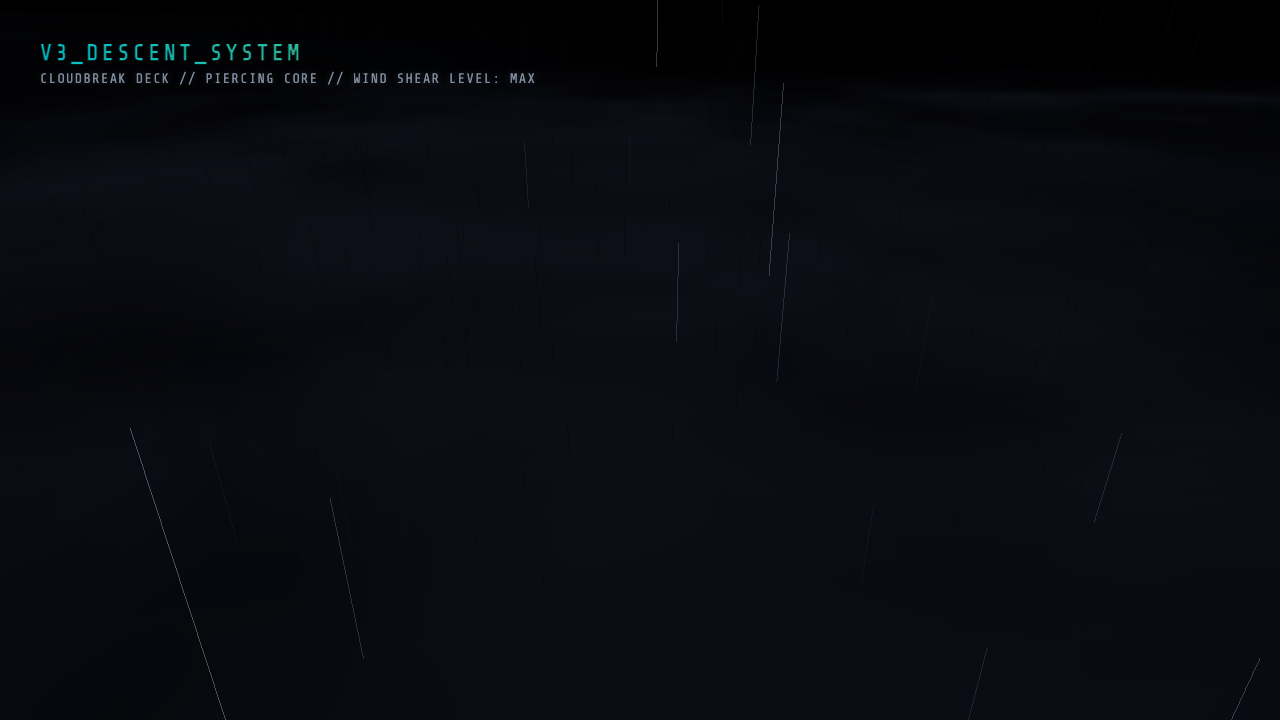 V3_DESCENT_SYSTEM
CLOUDBREAK DECK // PIERCING CORE // WIND SHEAR LEVEL: MAX